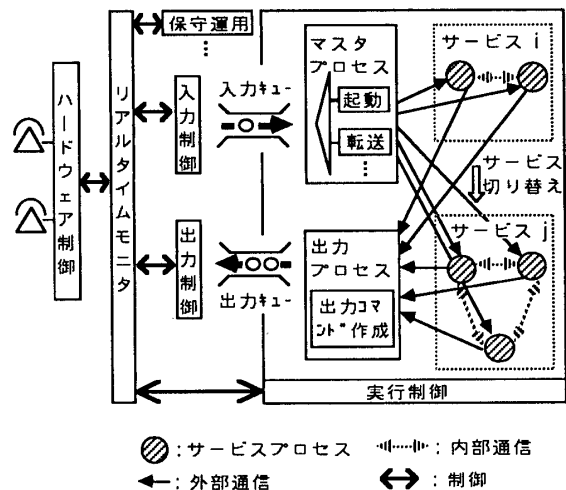 保守運用
⋮
ハードウェア制御
リアルタイムモニタ
入力制御
入力キュー
マスタ
プロセス
起動
転送
⋮
サービス i
サービス
切り替え
サービス j
出力制御
出力キュー
出力
プロセス
出力コマ
ンド作成
実行制御
：サービスプロセス
：内部通信
：外部通信
：制御